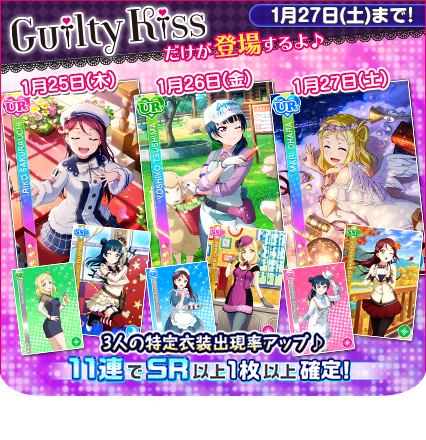 1月27日(土)まで!
Guilty Kiss
だけが登場するよ♪
1月25日(木)
1月26日(金)
1月27日(土)
UR
UR
UR
RIKO SAKURAUCHI
YOSHIKO TSUSHIMA
MARI OHARA
3人の特定衣装出現率アップ♪
11連でSR以上1枚以上確定!